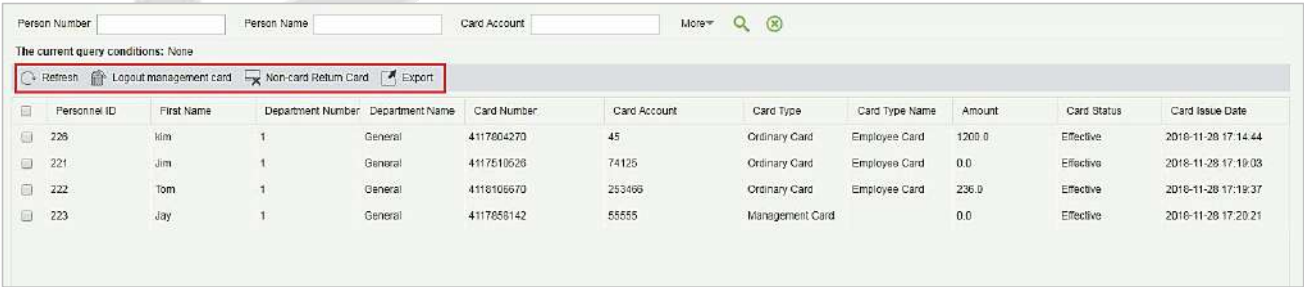 Person Number Person Name Card Account More
The current query conditions: None
Refresh Logout management card Non-card Return Card Export
Personnel ID First Name Department Number Department Name Card Number Card Account Card Type Card Type Name Amount Card Status Card Issue Date
226 kim 1 General 4117804270 45 Ordinary Card Employee Card 1200.0 Effective 2018-11-28 17:14:44
221 Jim 1 General 4117519526 74125 Ordinary Card Employee Card 0.0 Effective 2018-11-28 17:19:03
222 Tom 1 General 4118106670 253466 Ordinary Card Employee Card 236.0 Effective 2018-11-28 17:19:37
223 Jay 1 General 4117858142 55555 Management Card 0.0 Effective 2018-11-28 17:20:21